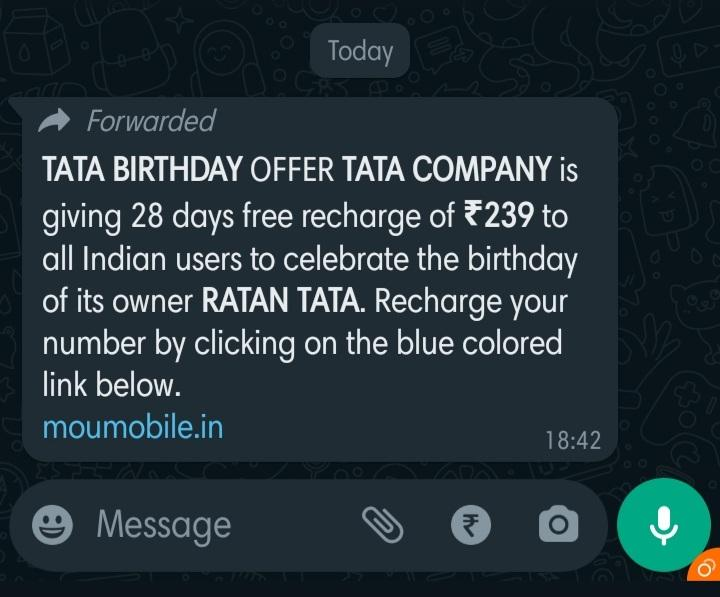 Today
Forwarded
TATA BIRTHDAY OFFER TATA COMPANY is
giving 28 days free recharge of ₹239 to
all Indian users to celebrate the birthday
of its owner RATAN TATA. Recharge your
number by clicking on the blue colored
link below.
moumobile.in
18:42
Message